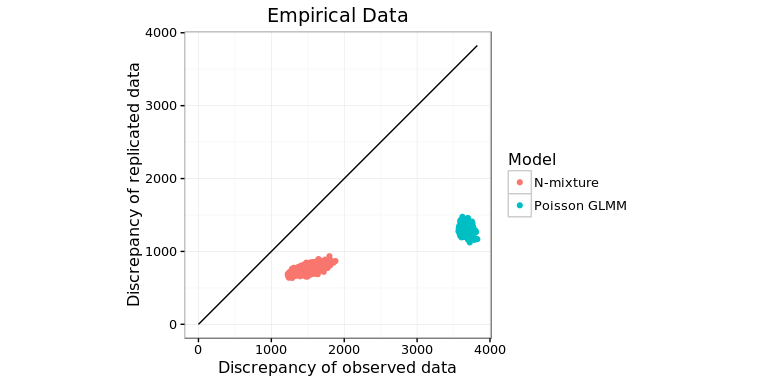 Empirical Data
Discrepancy of replicated data
4000
3000
2000
1000
0
0 1000 2000 3000 4000
Discrepancy of observed data
Model
N-mixture
Poisson GLMM